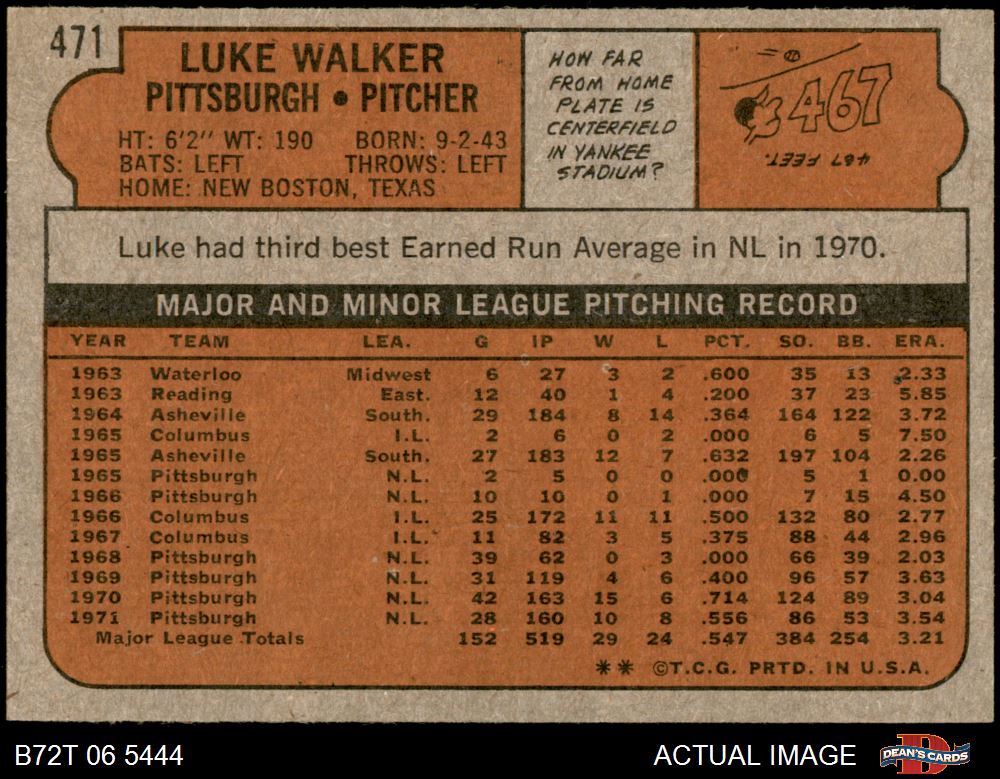 471
LUKE WALKER
PITTSBURGH • PITCHER
HT: 6'2" WT: 190 BORN: 9-2-43
BATS: LEFT THROWS: LEFT
HOME: NEW BOSTON, TEXAS
HOW FAR
FROM HOME
PLATE IS
CENTERFIELD
IN YANKEE
STADIUM?
467
467 FEET.
Luke had third best Earned Run Average in NL in 1970.
MAJOR AND MINOR LEAGUE PITCHING RECORD
YEAR TEAM LEA. G IP W L PCT. SO. BB. ERA.
1963 Waterloo Midwest 6 27 3 2 .600 35 13 2.33
1963 Reading East. 12 40 1 4 .200 37 23 5.85
1964 Asheville South. 29 184 8 14 .364 164 122 3.72
1965 Columbus I.L. 2 6 0 2 .000 6 5 7.50
1965 Asheville South. 27 183 12 7 .632 197 104 2.26
1965 Pittsburgh N.L. 2 5 0 0 .000 5 1 0.00
1966 Pittsburgh N.L. 10 10 0 1 .000 7 15 4.50
1966 Columbus I.L. 25 172 11 11 .500 132 80 2.77
1967 Columbus I.L. 11 82 3 5 .375 88 44 2.96
1968 Pittsburgh N.L. 39 62 0 3 .000 66 39 2.03
1969 Pittsburgh N.L. 31 119 4 6 .400 96 57 3.63
1970 Pittsburgh N.L. 42 163 15 6 .714 124 89 3.04
1971 Pittsburgh N.L. 28 160 10 8 .556 86 53 3.54
Major League Totals 152 519 29 24 .547 384 254 3.21
** ©T.C.G. PRTD. IN U.S.A.
B72T 06 5444 ACTUAL IMAGE DEAN'S CARDS